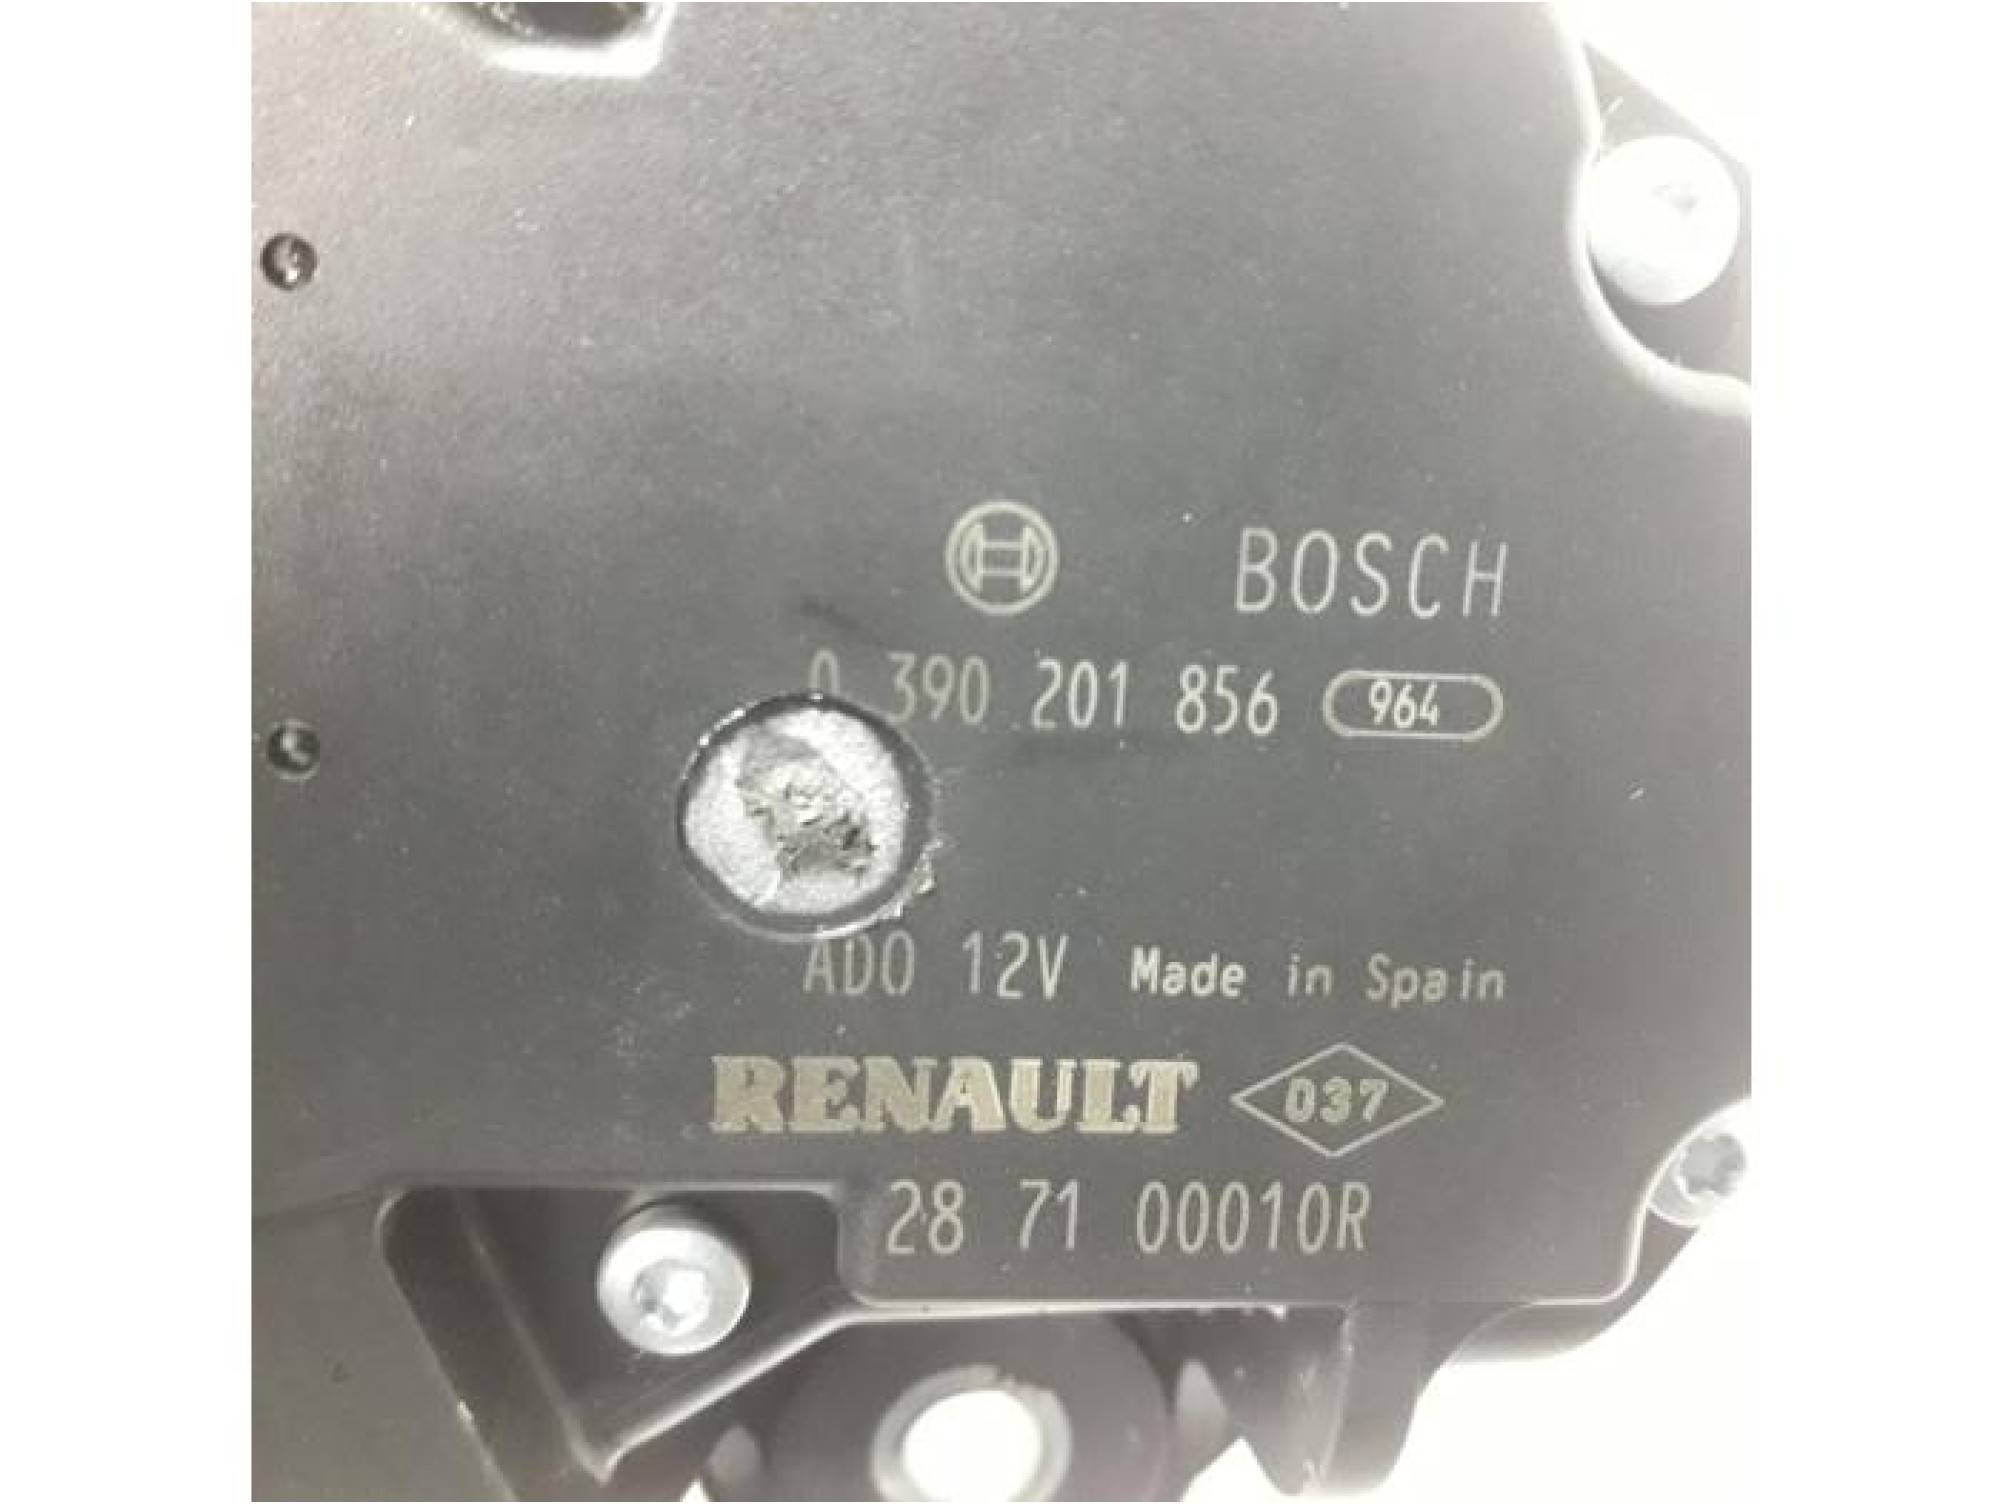 BOSCH
0 390 201 856 964
ADO 12V Made in Spain
RENAULT 037
28 71 00010R